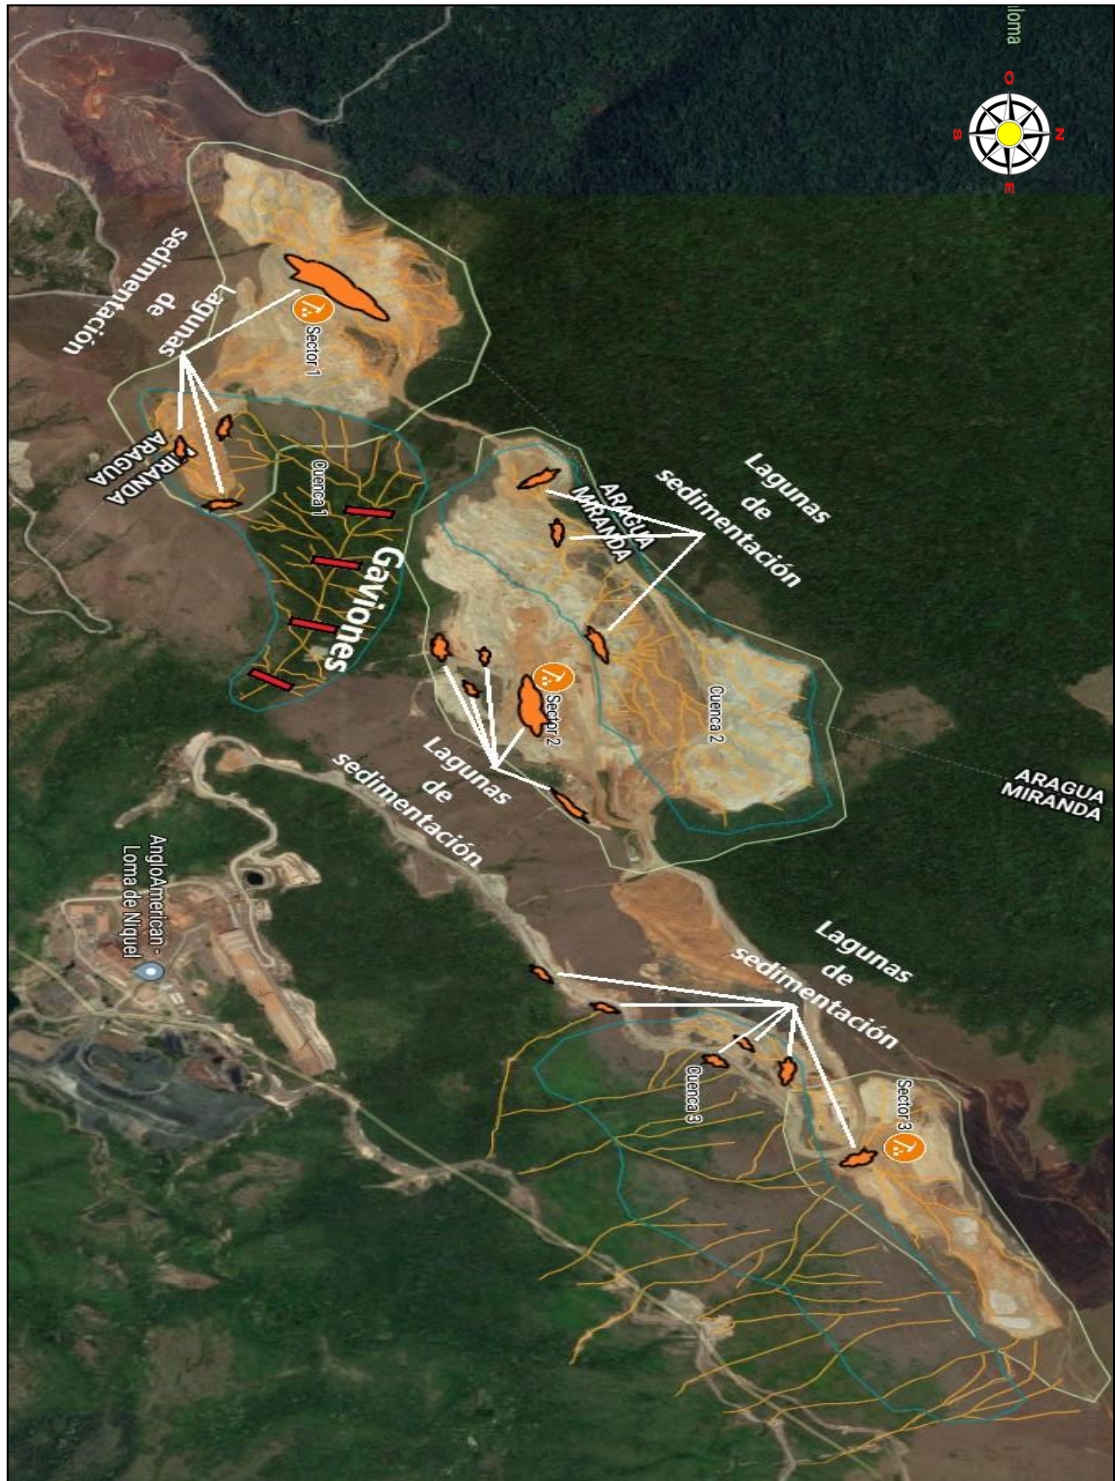 loma
O
N
S
E
Lagunas
de
sedimentación
Sector 1
MIRANDA
ARAGUA
Cuenca 1
Gaviones
Lagunas
de
sedimentación
ARAGUA
MIRANDA
Cuenca 2
Sector 2
Lagunas
de
sedimentación
ARAGUA
MIRANDA
AngloAmerican -
Loma de Niquel
Lagunas
de
sedimentación
Cuenca 3
Sector 3